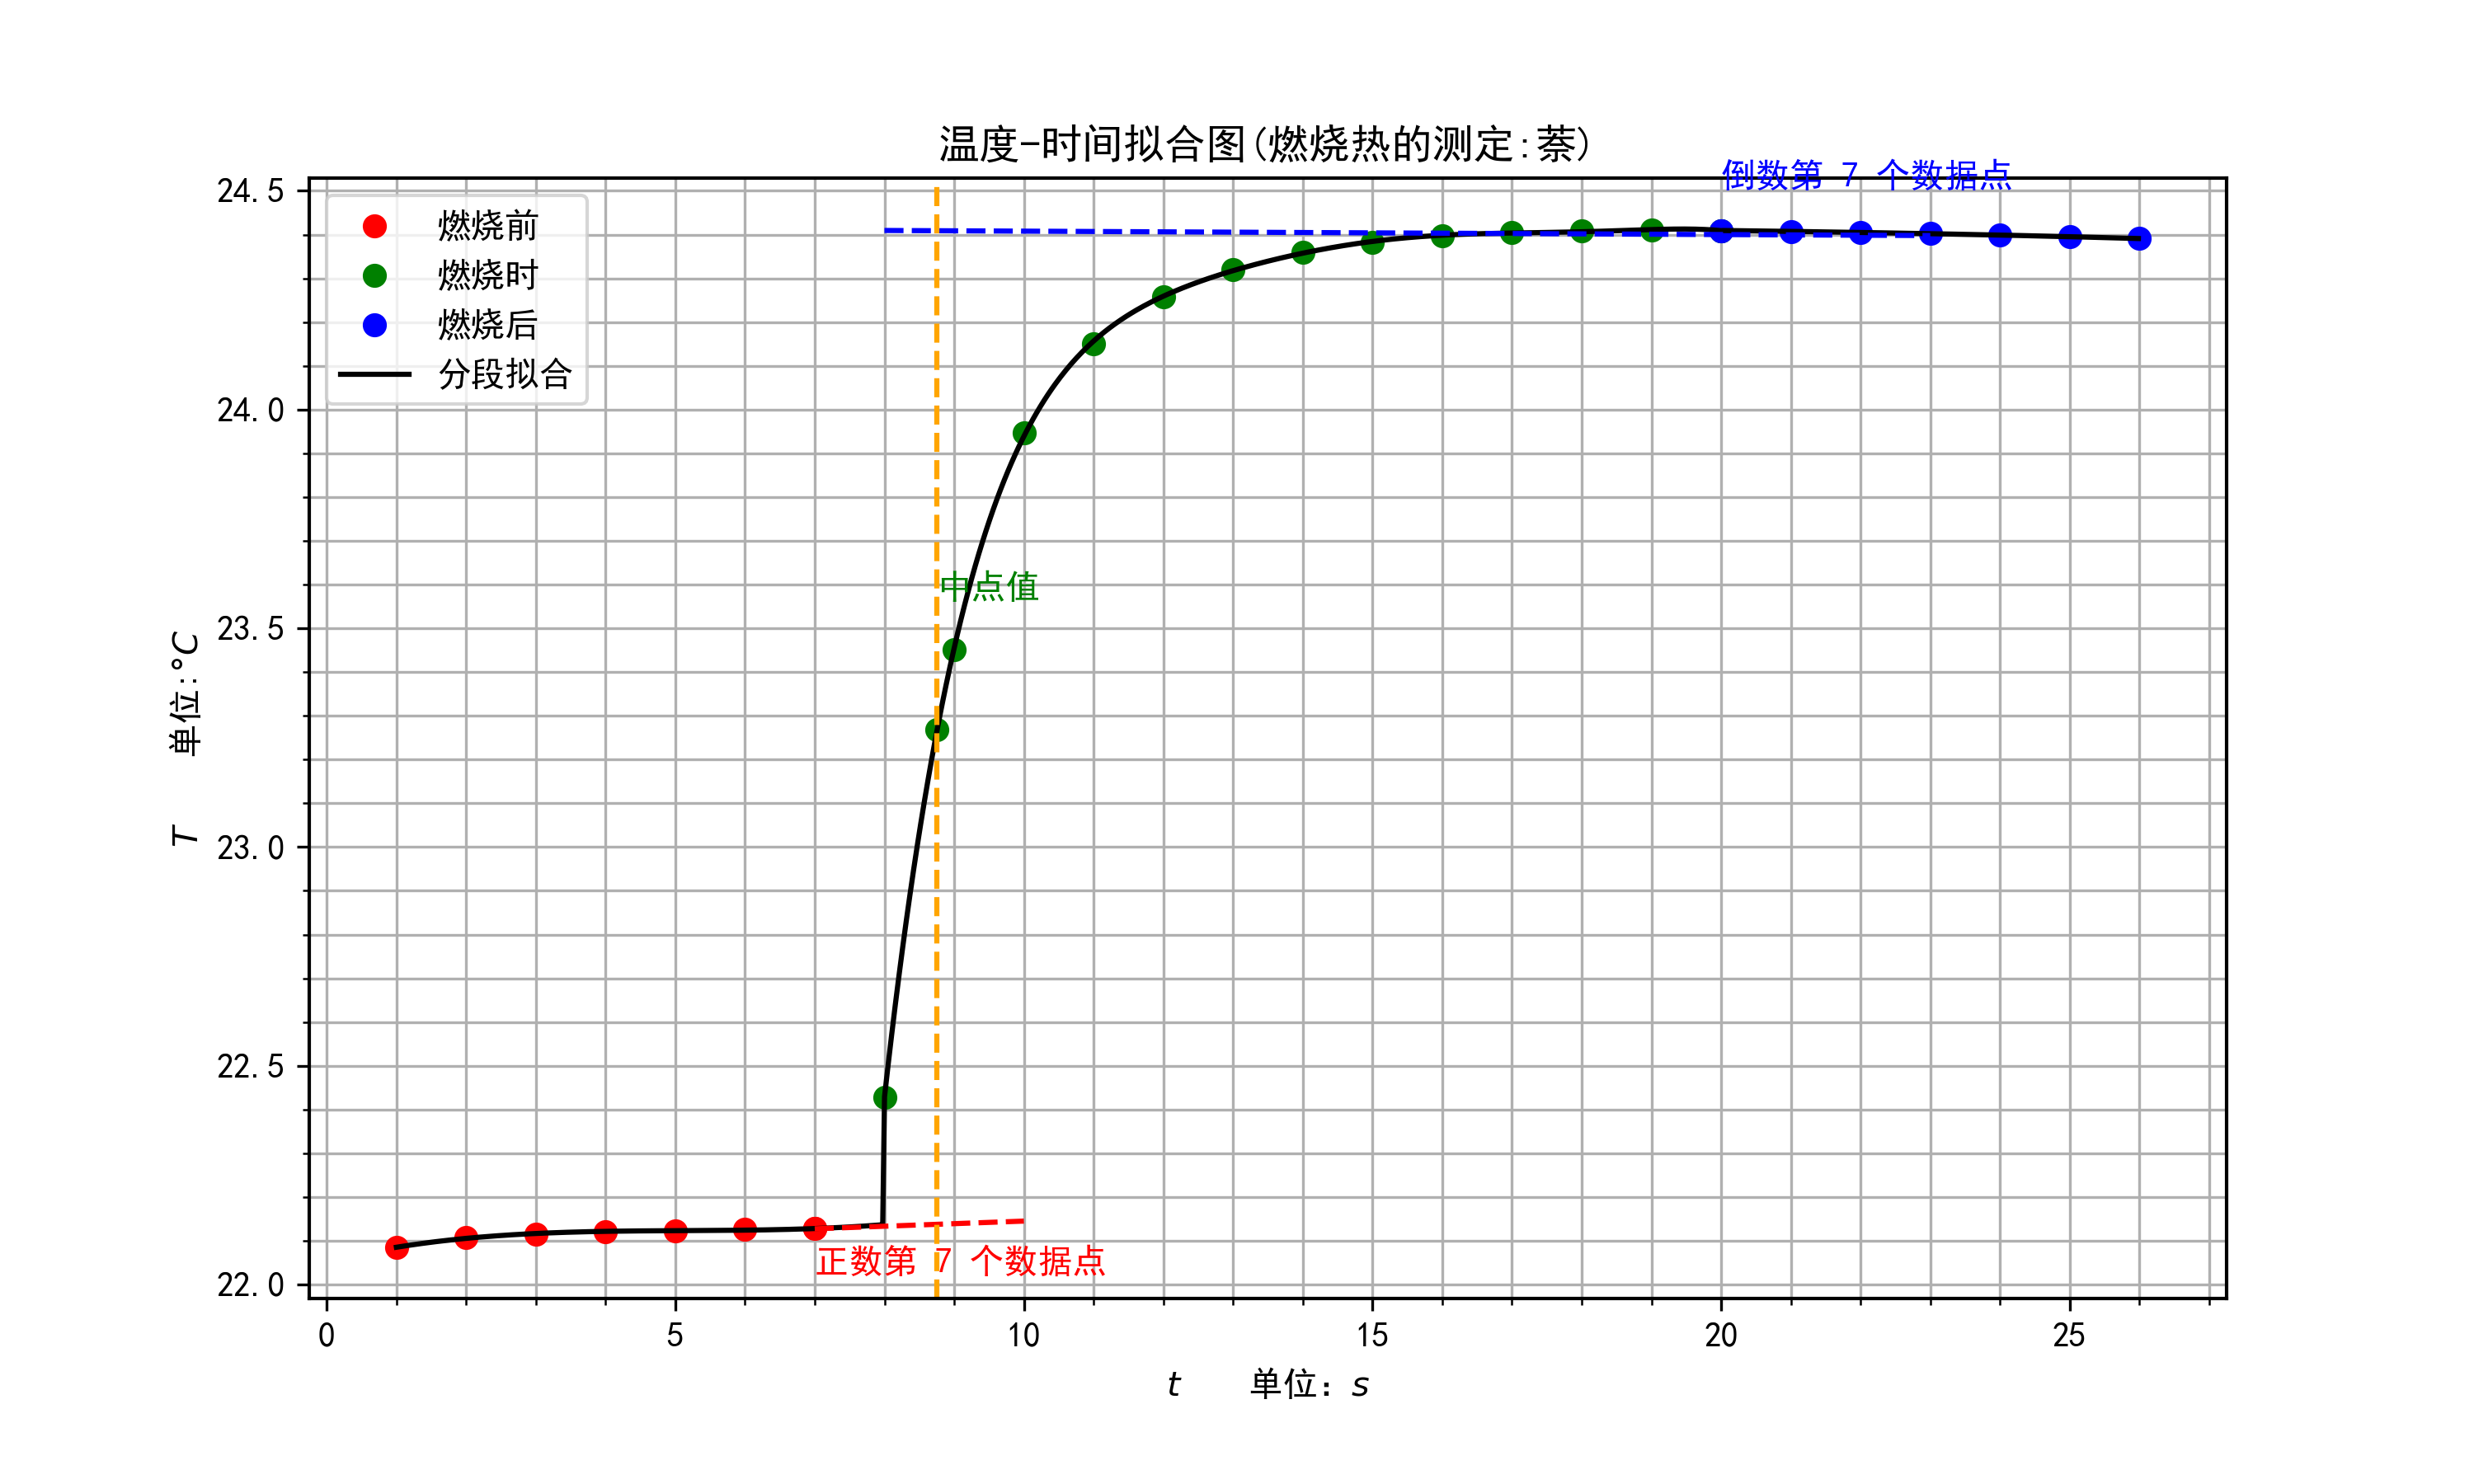 温度-时间拟合图(燃烧热的测定:萘)
倒数第 7 个数据点
燃烧前
燃烧时
燃烧后
分段拟合
中点值
正数第 7 个数据点
24.5
24.0
23.5
23.0
22.5
22.0
T 单位:°C
0 5 10 15 20 25
t 单位: s